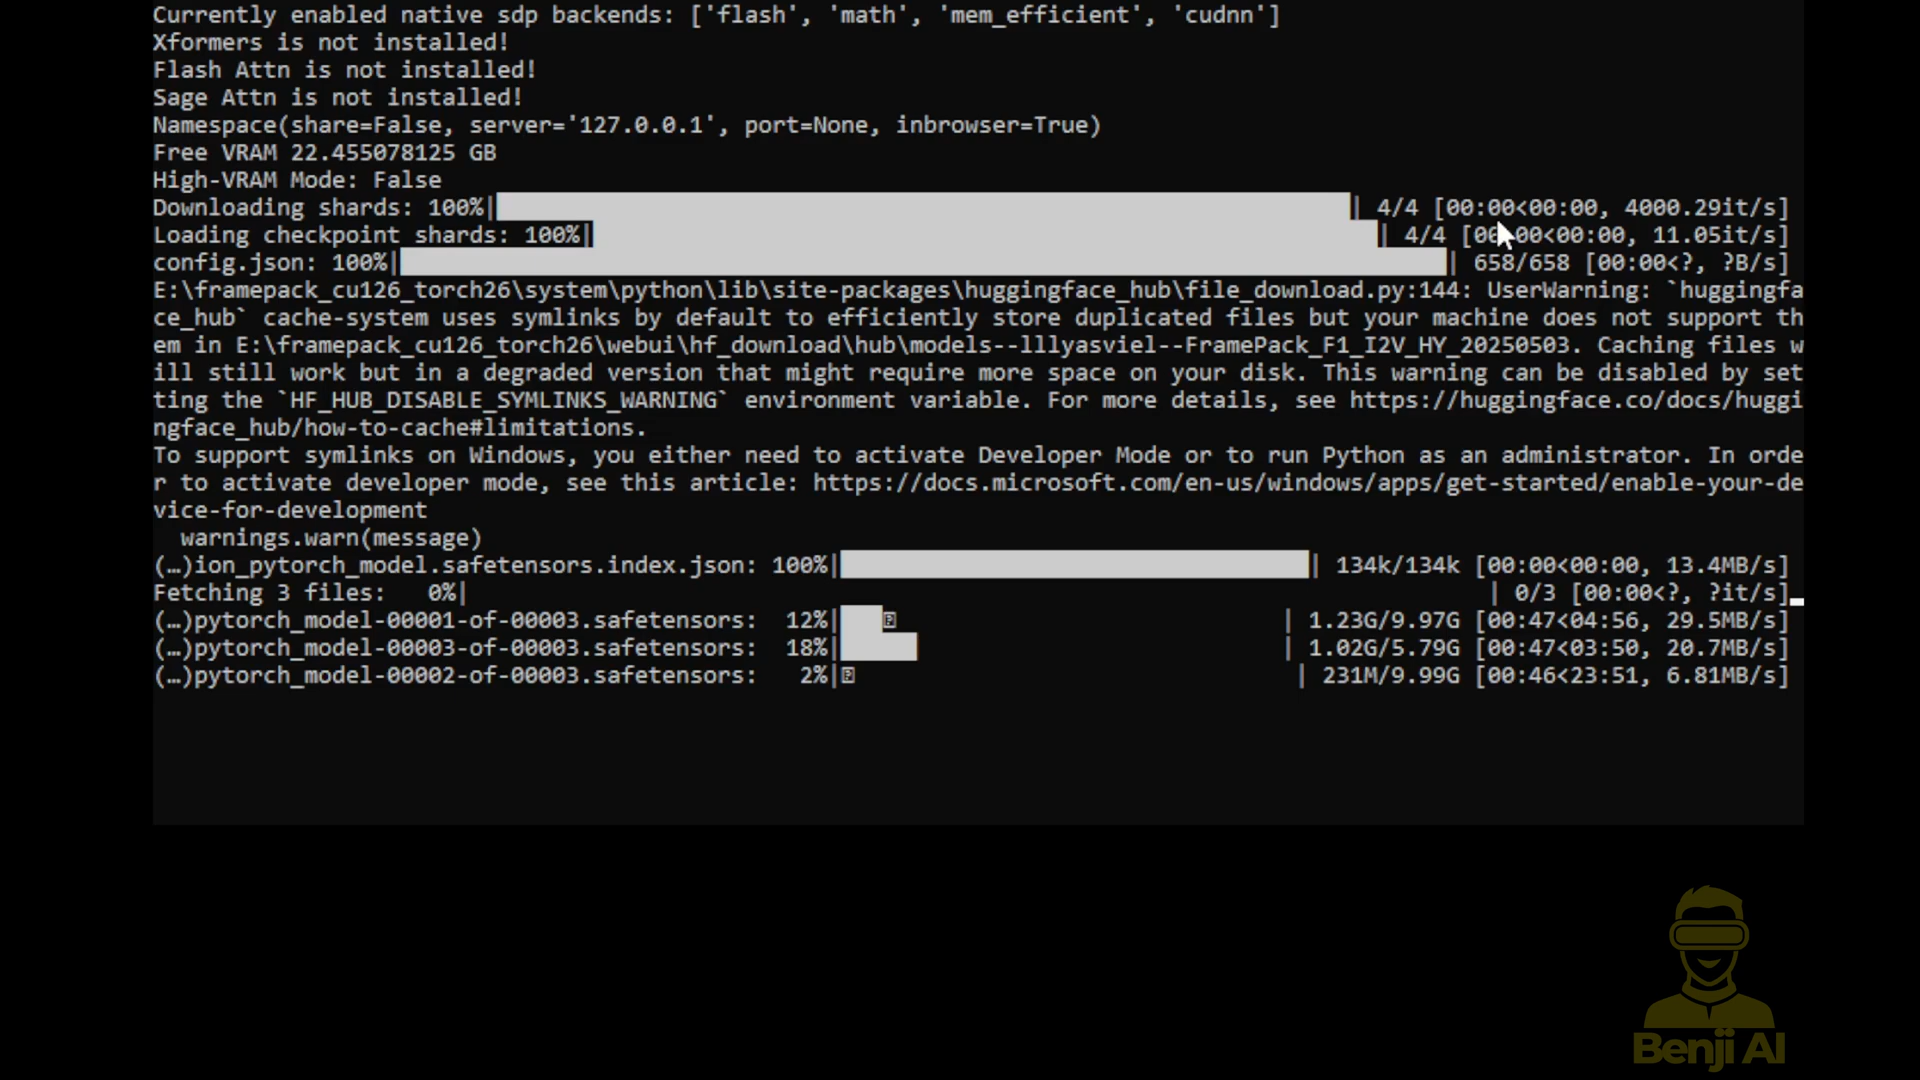 Currently enabled native sdp backends: ['flash', 'math', 'mem_efficient', 'cudnn']
Xformers is not installed!
Flash Attn is not installed!
Sage Attn is not installed!
Namespace(share=False, server='127.0.0.1', port=None, inbrowser=True)
Free VRAM 22.455078125 GB
High-VRAM Mode: False
Downloading shards: 100%| | 4/4 [00:00<00:00, 4000.29it/s]
Loading checkpoint shards: 100%| | 4/4 [00:00<00:00, 11.05it/s]
config.json: 100%| | 658/658 [00:00<?, ?B/s]
E:\framepack_cu126_torch26\system\python\lib\site-packages\huggingface_hub\file_download.py:144: UserWarning: `huggingfa
ce_hub` cache-system uses symlinks by default to efficiently store duplicated files but your machine does not support th
em in E:\framepack_cu126_torch26\webui\hf_download\hub\models--lllyasviel--FramePack_F1_I2V_HY_20250503. Caching files w
ill still work but in a degraded version that might require more space on your disk. This warning can be disabled by set
ting the `HF_HUB_DISABLE_SYMLINKS_WARNING` environment variable. For more details, see https://huggingface.co/docs/huggi
ngface_hub/how-to-cache#limitations.
To support symlinks on Windows, you either need to activate Developer Mode or to run Python as an administrator. In orde
r to activate developer mode, see this article: https://docs.microsoft.com/en-us/windows/apps/get-started/enable-your-de
vice-for-development
  warnings.warn(message)
(…)ion_pytorch_model.safetensors.index.json: 100%| | 134k/134k [00:00<00:00, 13.4MB/s]
Fetching 3 files:   0%| | 0/3 [00:00<?, ?it/s]
(…)pytorch_model-00001-of-00003.safetensors:  12%| | 1.23G/9.97G [00:47<04:56, 29.5MB/s]
(…)pytorch_model-00003-of-00003.safetensors:  18%| | 1.02G/5.79G [00:47<03:50, 20.7MB/s]
(…)pytorch_model-00002-of-00003.safetensors:   2%| | 231M/9.99G [00:46<23:51, 6.81MB/s]
Benji AI